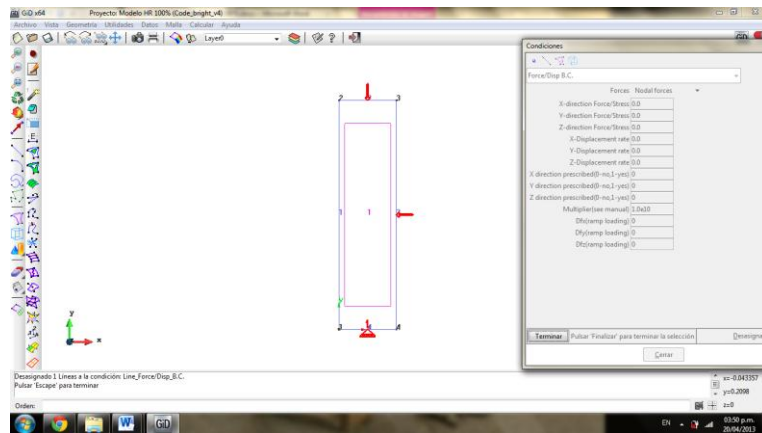 GiD x64 Proyecto: Modelo HR 100% (Code_bright_v4)
Archivo Vista Geometría Utilidades Datos Malla Calcular Ayuda
Layer0
GiD
Condiciones
Force/Disp B.C.
Forces Nodal forces
X-direction Force/Stress 0.0
Y-direction Force/Stress 0.0
Z-direction Force/Stress 0.0
X-Displacement rate 0.0
Y-Displacement rate 0.0
Z-Displacement rate 0.0
X direction prescribed(0-no,1-yes) 0
Y direction prescribed(0-no,1-yes) 0
Z direction prescribed(0-no,1-yes) 0
Multiplier(see manual) 1.0e10
Dfx(ramp loading) 0
Dfy(ramp loading) 0
Dfz(ramp loading) 0
Terminar Pulsar 'Finalizar' para terminar la selección Desasigna
Cerrar
2 3
1 1
y
y
x
Desasignado 1 Líneas a la condición: Line_Force/Disp_B.C.
Pulsar 'Escape' para terminar
Orden:
x=-0.043357
y=0.2098
z=0
EN
03:50 p.m.
20/04/2013